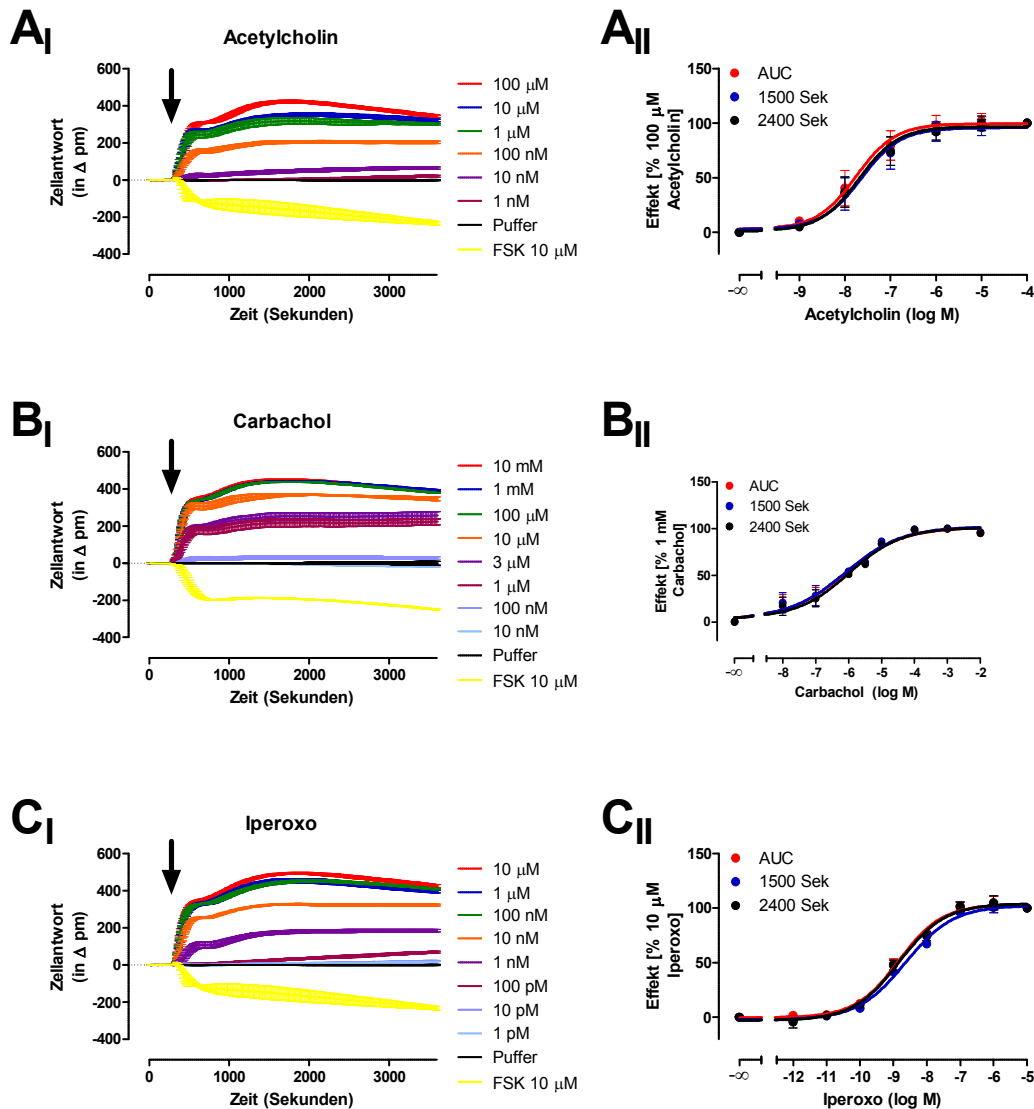 AI
Acetylcholin
600
400
200
0
-200
-400
Zellantwort
(in Δ pm)
0 1000 2000 3000
Zeit (Sekunden)
100 μM
10 μM
1 μM
100 nM
10 nM
1 nM
Puffer
FSK 10 μM
AII
150
100
50
0
Effekt [% 100 μM
Acetylcholin]
AUC
1500 Sek
2400 Sek
-∞ -9 -8 -7 -6 -5 -4
Acetylcholin (log M)
BI
Carbachol
600
400
200
0
-200
-400
Zellantwort
(in Δ pm)
0 1000 2000 3000
Zeit (Sekunden)
10 mM
1 mM
100 μM
10 μM
3 μM
1 μM
100 nM
10 nM
Puffer
FSK 10 μM
BII
150
100
50
0
Effekt [% 1 mM
Carbachol]
AUC
1500 Sek
2400 Sek
-∞ -8 -7 -6 -5 -4 -3 -2
Carbachol (log M)
CI
Iperoxo
600
400
200
0
-200
-400
Zellantwort
(in Δ pm)
0 1000 2000 3000
Zeit (Sekunden)
10 μM
1 μM
100 nM
10 nM
1 nM
100 pM
10 pM
1 pM
Puffer
FSK 10 μM
CII
150
100
50
0
Effekt [% 10 μM
Iperoxo]
AUC
1500 Sek
2400 Sek
-∞ -12 -11 -10 -9 -8 -7 -6 -5
Iperoxo (log M)